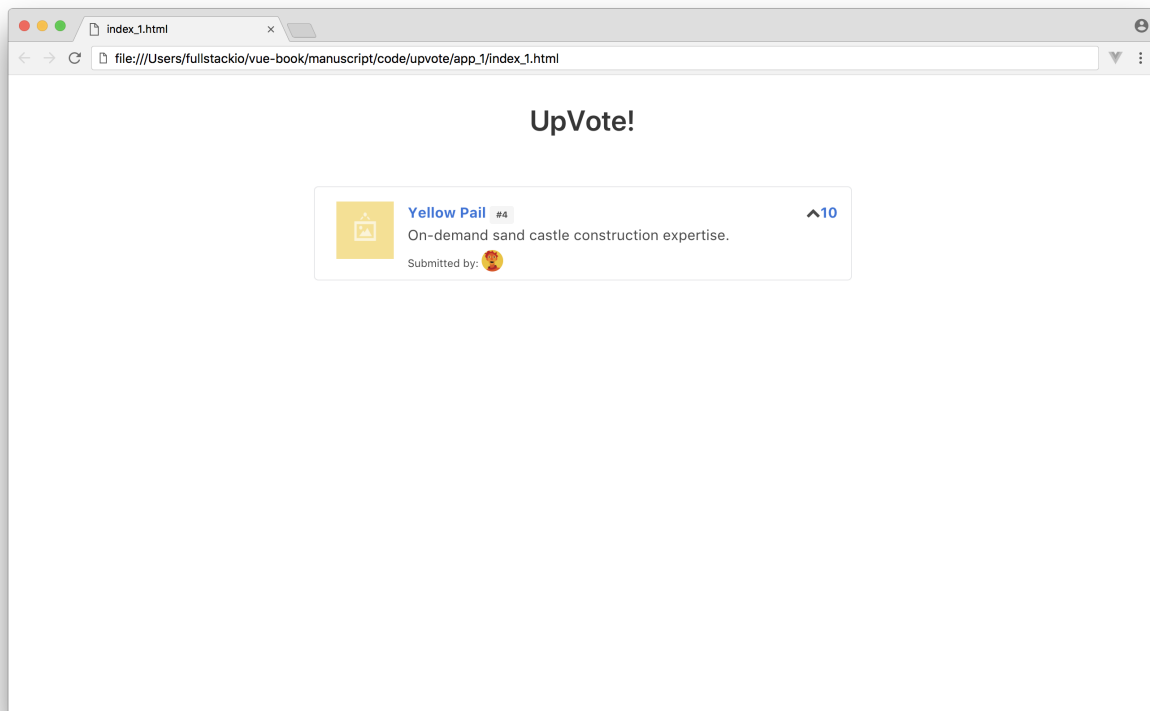 index_1.html
file:///Users/fullstackio/vue-book/manuscript/code/upvote/app_1/index_1.html
UpVote!
Yellow Pail #4 10
On-demand sand castle construction expertise.
Submitted by: